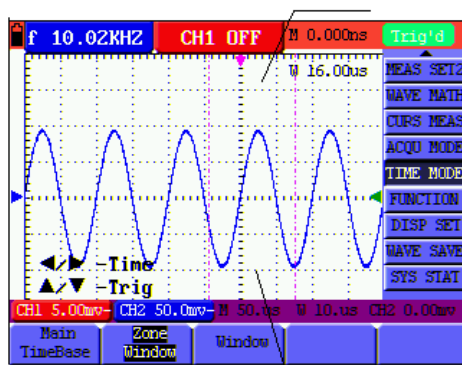 f 10.02KHZ CH1 OFF M 0.000ns Trig'd
W 16.00us
MEAS SET2
WAVE MATH
CURS MEAS
ACQU MODE
TIME MODE
FUNCTION
DISP SET
WAVE SAVE
SYS STAT
◀/▶ -Time
▲/▼ -Trig
CH1 5.00mv~ CH2 50.0mv~ M 50.us W 10.us CH2 0.00mv
Main TimeBase
Zone Window
Window